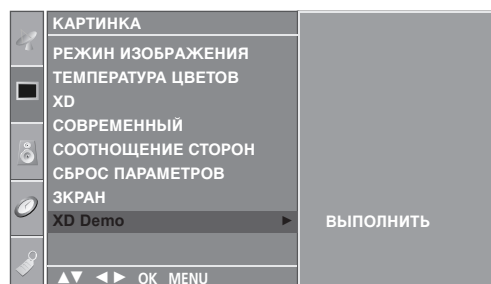 КАРТИНКА
РЕЖИН ИЗОБРАЖЕНИЯ
ТЕМПЕРАТУРА ЦВЕТОВ
XD
СОВРЕМЕННЫЙ
СООТНОЩЕНИЕ СТОРОН
СБРОС ПАРАМЕТРОВ
ЗКРАН
XD Demo ► ВЫПОЛНИТЬ
▲▼ ◄► OK MENU